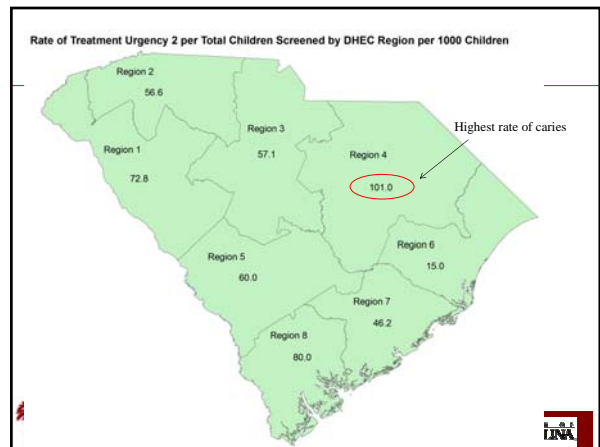 Rate of Treatment Urgency 2 per Total Children Screened by DHEC Region per 1000 Children
Region 2
56.6
Region 3
57.1
Highest rate of caries
Region 1
72.8
Region 4
101.0
Region 5
60.0
Region 6
15.0
Region 7
46.2
Region 8
80.0